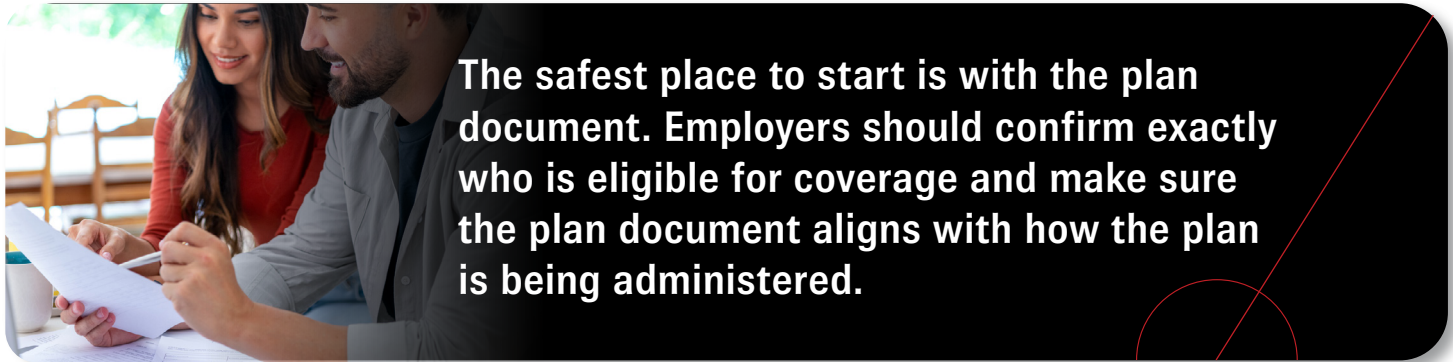 The safest place to start is with the plan
document. Employers should confirm exactly
who is eligible for coverage and make sure
the plan document aligns with how the plan
is being administered.